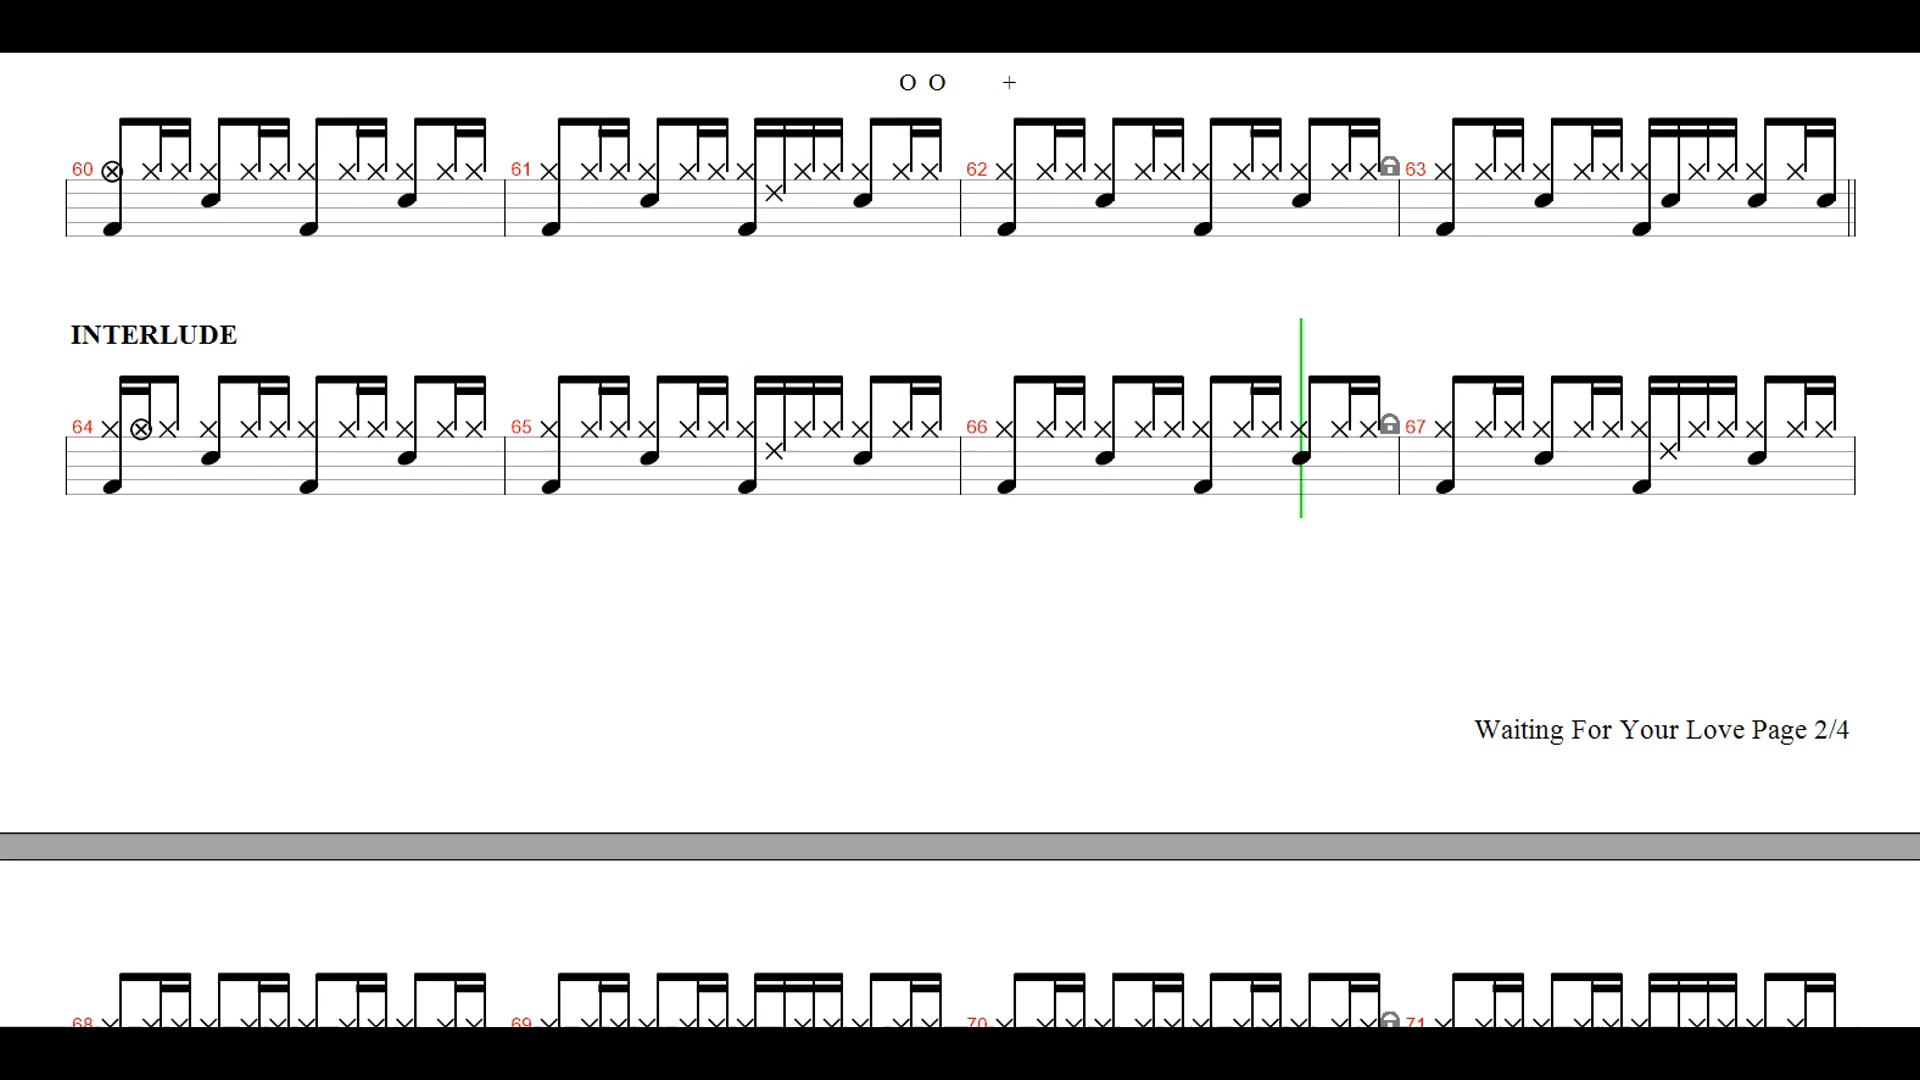 O O +
60 61 62 63
INTERLUDE
64 65 66 67
Waiting For Your Love Page 2/4
68 69 70 71